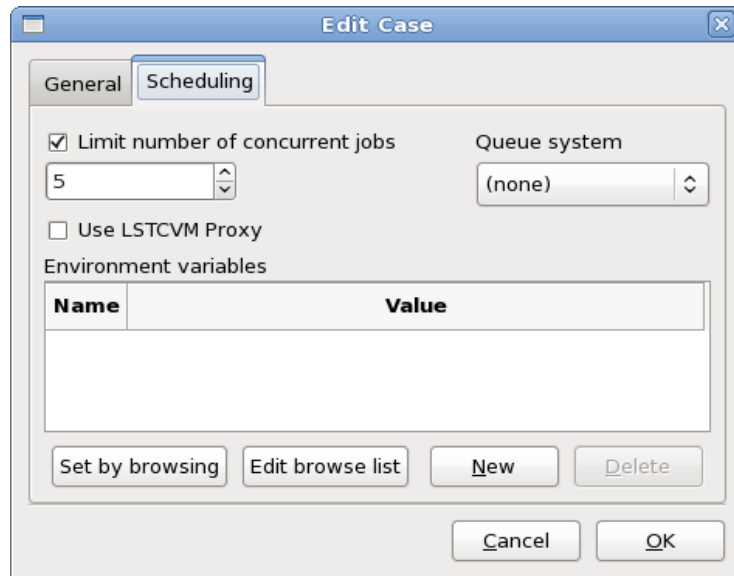 Edit Case
General Scheduling
Limit number of concurrent jobs Queue system
5 (none)
Use LSTCVM Proxy
Environment variables
Name Value
Set by browsing Edit browse list New Delete
Cancel OK